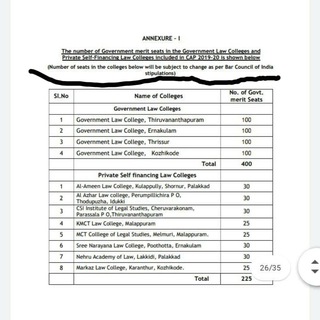 ANNEXURE - I
The number of Government merit seats in the Government Law Colleges and
Private Self-Financing Law Colleges included in CAP 2019-20 is shown below
(Number of seats in the colleges below will be subject to change as per Bar Council of India
stipulations)
Sl.No Name of Colleges No. of Govt.
merit Seats
Government Law Colleges
1 Government Law College, Thiruvananthapuram 100
2 Government Law College, Ernakulam 100
3 Government Law College, Thrissur 100
4 Government Law College, Kozhikode 100
Total 400
Private Self financing Law Colleges
1 Al-Ameen Law College, Kulappully, Shornur, Palakkad 30
2 Al Azhar Law college, Perumpillichira P O,
Thodupuzha, Idukki 30
3 CSI Institute of Legal Studies, Cheruvarakonam,
Parassala P O,Thiruvananthapuram 30
4 KMCT Law College, Malappuram 25
5 MCT College of Legal Studies, Melmuri, Malappuram. 25
6 Sree Narayana Law College, Poothotta, Ernakulam 30
7 Nehru Academy of Law, Lakkidi, Palakkad 30
8 Markaz Law College, Karanthur, Kozhikode. 25
26/35
Total 225